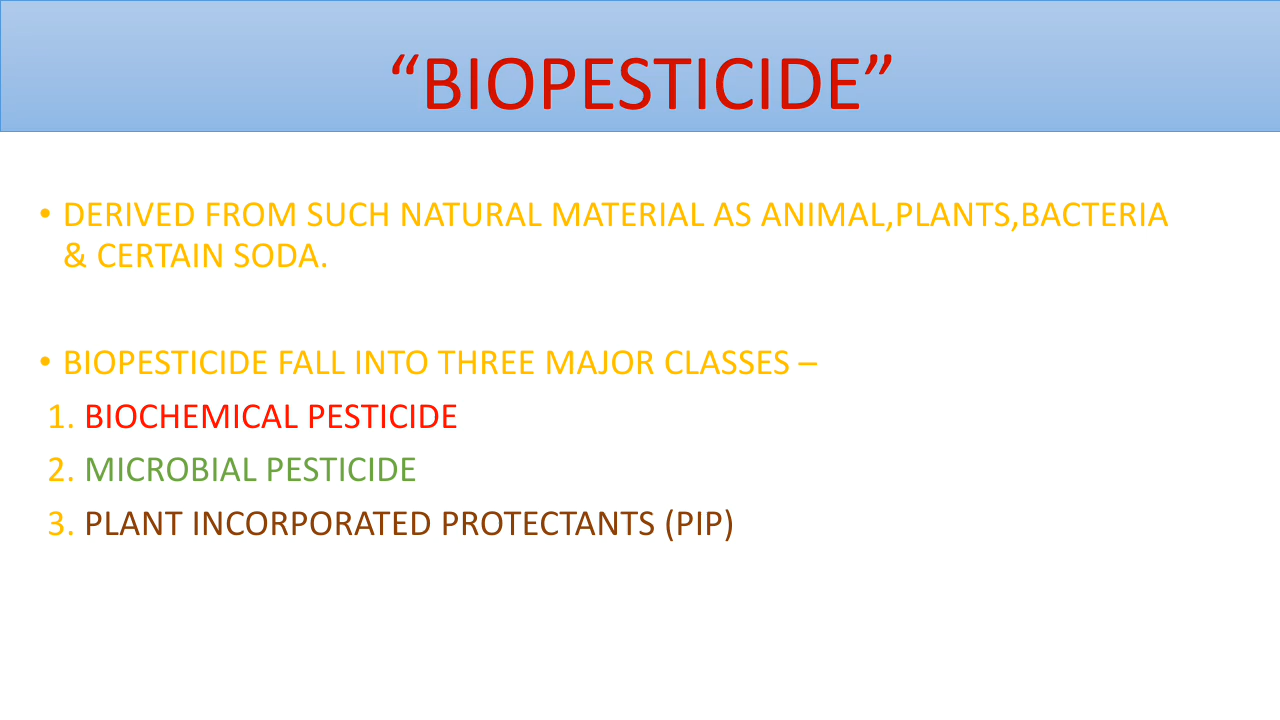 “BIOPESTICIDE”
• DERIVED FROM SUCH NATURAL MATERIAL AS ANIMAL,PLANTS,BACTERIA
& CERTAIN SODA.
• BIOPESTICIDE FALL INTO THREE MAJOR CLASSES –
1. BIOCHEMICAL PESTICIDE
2. MICROBIAL PESTICIDE
3. PLANT INCORPORATED PROTECTANTS (PIP)